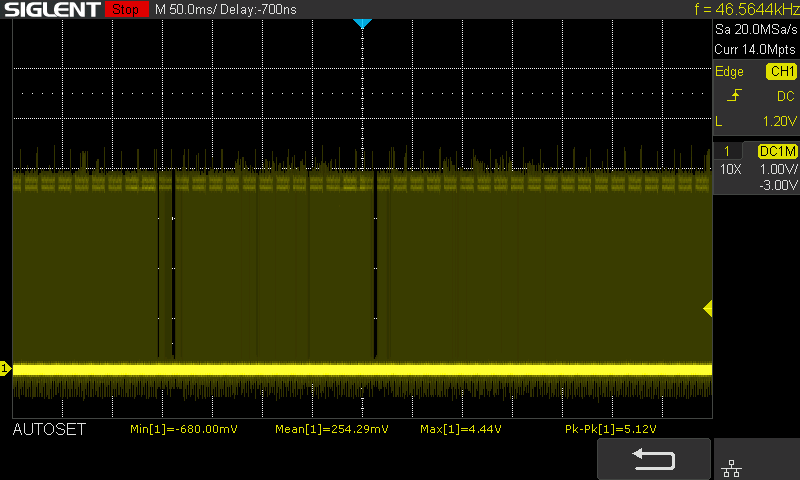 SIGLENT Stop M 50.0ms/ Delay:-700ns f = 46.5644kHz
Sa 20.0MSa/s
Curr 14.0Mpts
Edge CH1
DC
L 1.20V
1 DC1M
10X 1.00V/
-3.00V
1
AUTOSET Min[1]=-680.00mV Mean[1]=254.29mV Max[1]=4.44V Pk-Pk[1]=5.12V